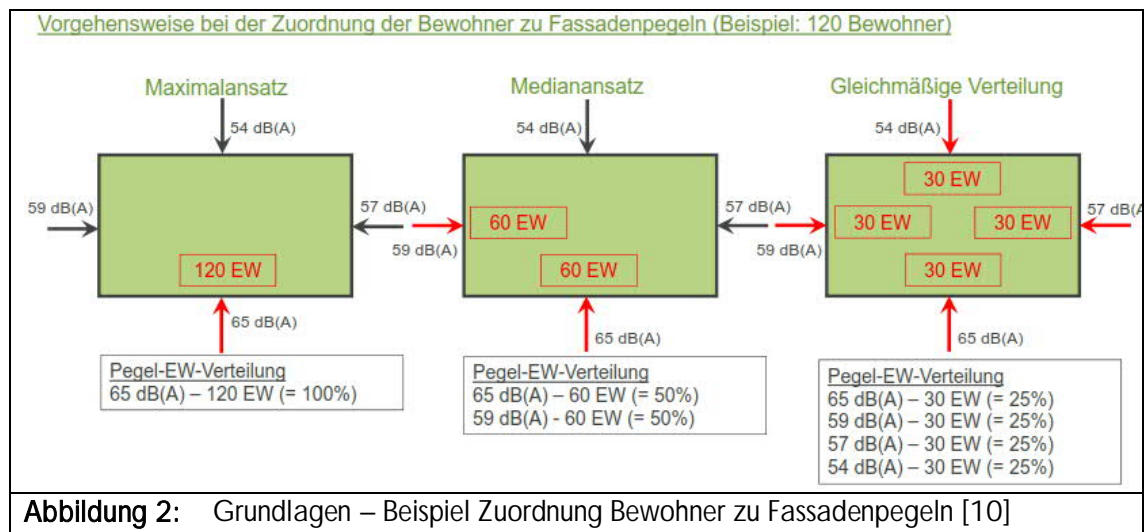 Vorgehensweise bei der Zuordnung der Bewohner zu Fassadenpegeln (Beispiel: 120 Bewohner)
Maximalansatz
54 dB(A)
59 dB(A)
57 dB(A)
120 EW
65 dB(A)
Pegel-EW-Verteilung
65 dB(A) – 120 EW (= 100%)
Medianansatz
54 dB(A)
59 dB(A)
57 dB(A)
60 EW
60 EW
65 dB(A)
Pegel-EW-Verteilung
65 dB(A) – 60 EW (= 50%)
59 dB(A) - 60 EW (= 50%)
Gleichmäßige Verteilung
54 dB(A)
59 dB(A)
57 dB(A
30 EW
30 EW
30 EW
30 EW
65 dB(A)
Pegel-EW-Verteilung
65 dB(A) – 30 EW (= 25%)
59 dB(A) – 30 EW (= 25%)
57 dB(A) – 30 EW (= 25%)
54 dB(A) – 30 EW (= 25%)
Abbildung 2: Grundlagen – Beispiel Zuordnung Bewohner zu Fassadenpegeln [10]